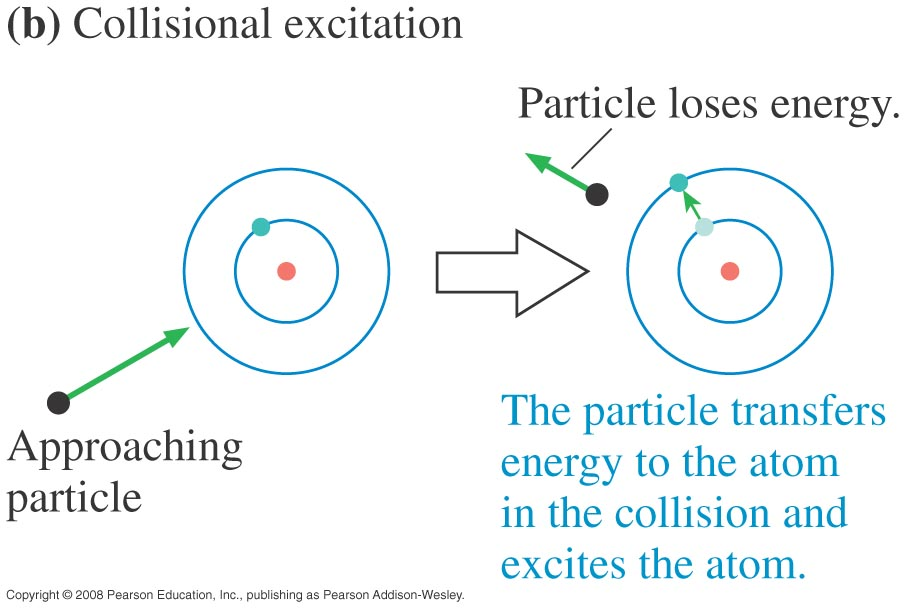 (b) Collisional excitation
Particle loses energy.
Approaching
particle
The particle transfers
energy to the atom
in the collision and
excites the atom.
Copyright © 2008 Pearson Education, Inc., publishing as Pearson Addison-Wesley.